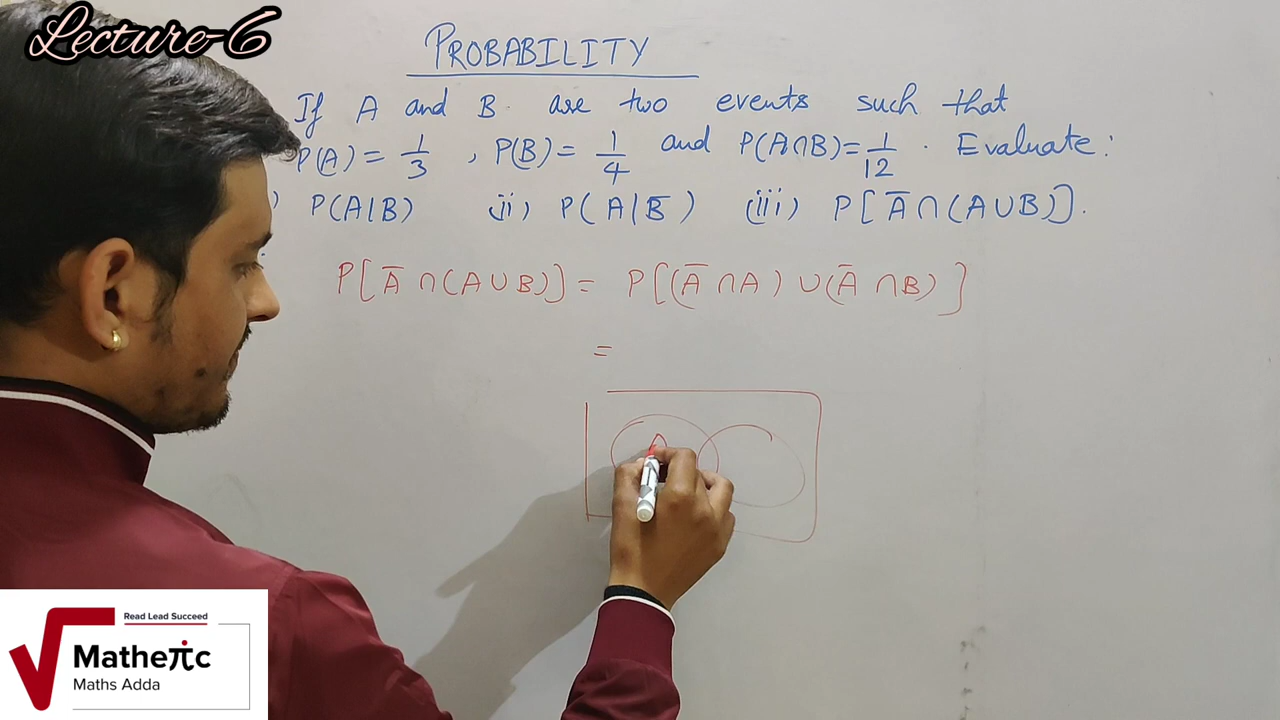 Lecture-6
PROBABILITY
If A and B are two events such that
P(A) = 1/3 , P(B) = 1/4 and P(A∩B) = 1/12 . Evaluate :
) P(A|B) ii) P(A|B̅) (iii) P[A̅∩(A∪B)].
P[A̅∩(A∪B)] = P[(A̅∩A)∪(A̅∩B)]
=
A
Read Lead Succeed
Matheπc
Maths Adda